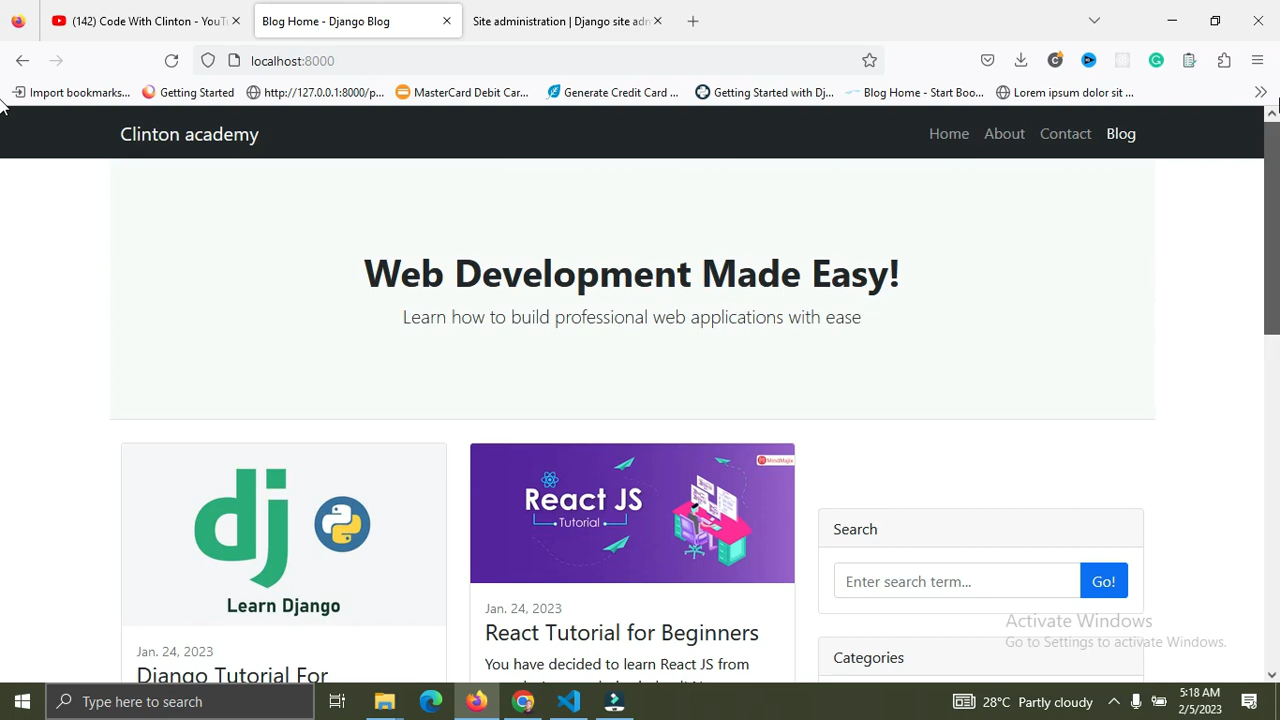 (142) Code With Clinton - YouT
Blog Home - Django Blog
Site administration | Django site adr
localhost:8000
Import bookmarks...
Getting Started
http://127.0.0.1:8000/p...
MasterCard Debit Car...
Generate Credit Card ...
Getting Started with Dj...
Blog Home - Start Boo...
Lorem ipsum dolor sit ...
Clinton academy
Home
About
Contact
Blog
Web Development Made Easy!
Learn how to build professional web applications with ease
dj
Learn Django
MindMajix
React JS
Tutorial
Search
Enter search term...
Go!
Jan. 24, 2023
Django Tutorial For
Jan. 24, 2023
React Tutorial for Beginners
You have decided to learn React JS from
Categories
Activate Windows
Go to Settings to activate Windows.
Type here to search
28°C Partly cloudy
5:18 AM
2/5/2023